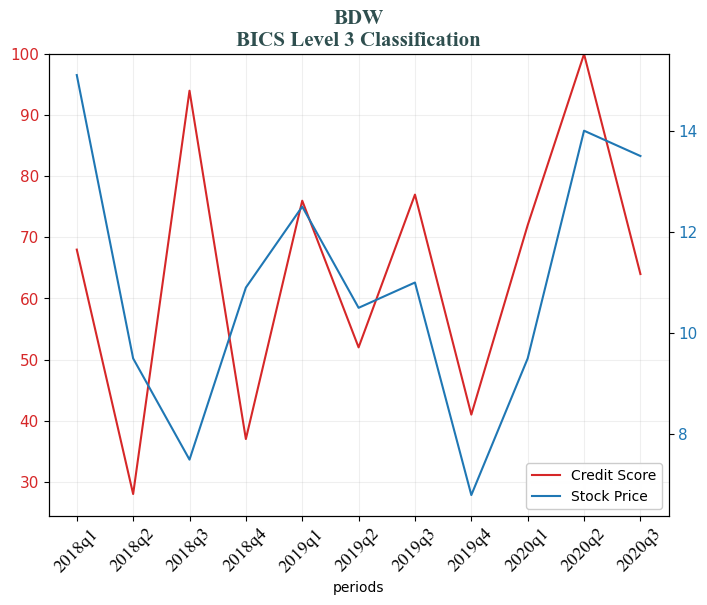 BDW
BICS Level 3 Classification
100
90
80
70
60
50
40
30
14
12
10
8
Credit Score
Stock Price
2018q1
2018q2
2018q3
2018q4
2019q1
2019q2
2019q3
2019q4
2020q1
2020q2
2020q3
periods